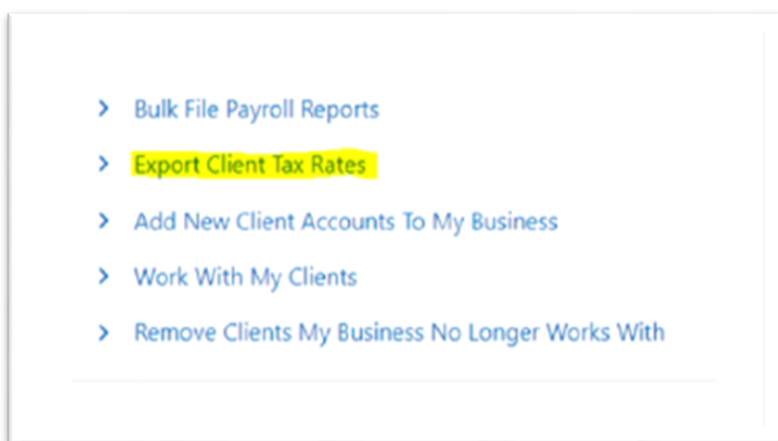 Bulk File Payroll Reports
Export Client Tax Rates
Add New Client Accounts To My Business
Work With My Clients
Remove Clients My Business No Longer Works With